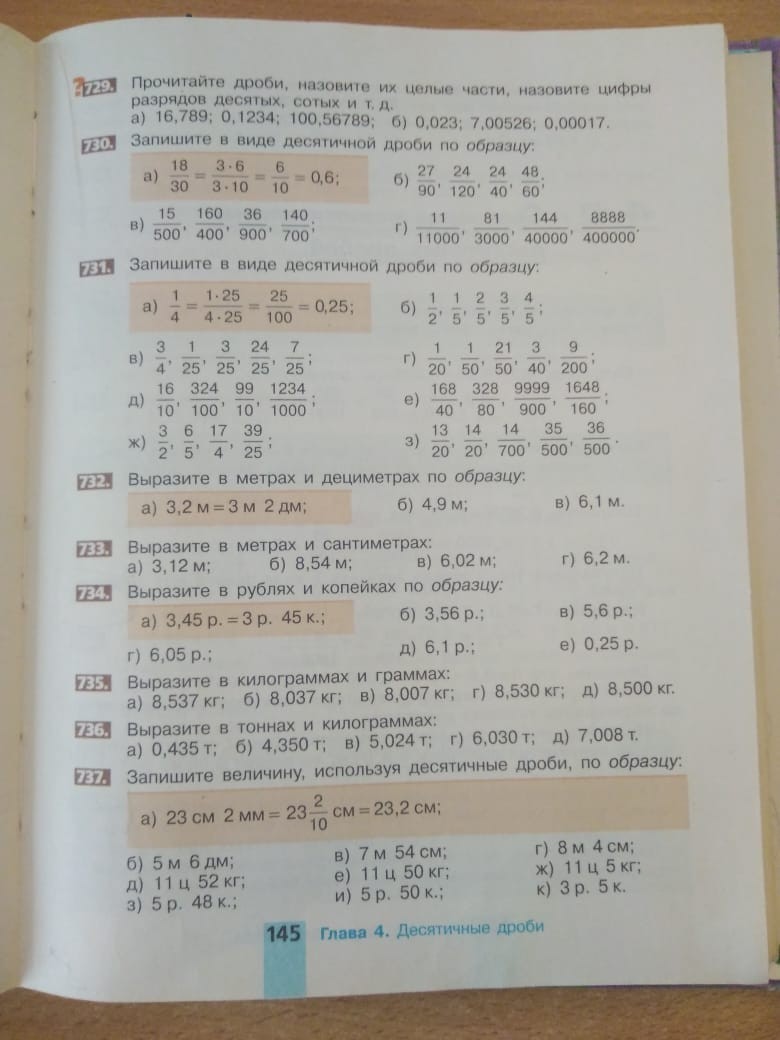 729. Прочитайте дроби, назовите их целые части, назовите цифры
разрядов десятых, сотых и т. д.
а) 16,789; 0,1234; 100,56789; б) 0,023; 7,00526; 0,00017.
730. Запишите в виде десятичной дроби по образцу:
а) 18/30 = 3·6/3·10 = 6/10 = 0,6; б) 27/90, 24/120, 24/40, 48/60;
в) 15/500, 160/400, 36/900, 140/700; г) 11/11000, 81/3000, 144/40000, 8888/400000.
731. Запишите в виде десятичной дроби по образцу:
а) 1/4 = 1·25/4·25 = 25/100 = 0,25; б) 1/2, 1/5, 2/5, 3/5, 4/5;
в) 3/4, 1/25, 3/25, 24/25, 7/25; г) 1/20, 1/50, 21/50, 3/40, 9/200;
д) 16/10, 324/100, 99/10, 1234/1000; е) 168/40, 328/80, 9999/900, 1648/160;
ж) 3/2, 6/5, 17/4, 39/25; з) 13/20, 14/20, 14/700, 35/500, 36/500.
732. Выразите в метрах и дециметрах по образцу:
а) 3,2 м = 3 м 2 дм; б) 4,9 м; в) 6,1 м.
733. Выразите в метрах и сантиметрах:
а) 3,12 м; б) 8,54 м; в) 6,02 м; г) 6,2 м.
734. Выразите в рублях и копейках по образцу:
а) 3,45 р. = 3 р. 45 к.; б) 3,56 р.; в) 5,6 р.;
г) 6,05 р.; д) 6,1 р.; е) 0,25 р.
735. Выразите в килограммах и граммах:
а) 8,537 кг; б) 8,037 кг; в) 8,007 кг; г) 8,530 кг; д) 8,500 кг.
736. Выразите в тоннах и килограммах:
а) 0,435 т; б) 4,350 т; в) 5,024 т; г) 6,030 т; д) 7,008 т.
737. Запишите величину, используя десятичные дроби, по образцу:
а) 23 см 2 мм = 23 2/10 см = 23,2 см;
б) 5 м 6 дм; в) 7 м 54 см; г) 8 м 4 см;
д) 11 ц 52 кг; е) 11 ц 50 кг; ж) 11 ц 5 кг;
з) 5 р. 48 к.; и) 5 р. 50 к.; к) 3 р. 5 к.
145 Глава 4. Десятичные дроби